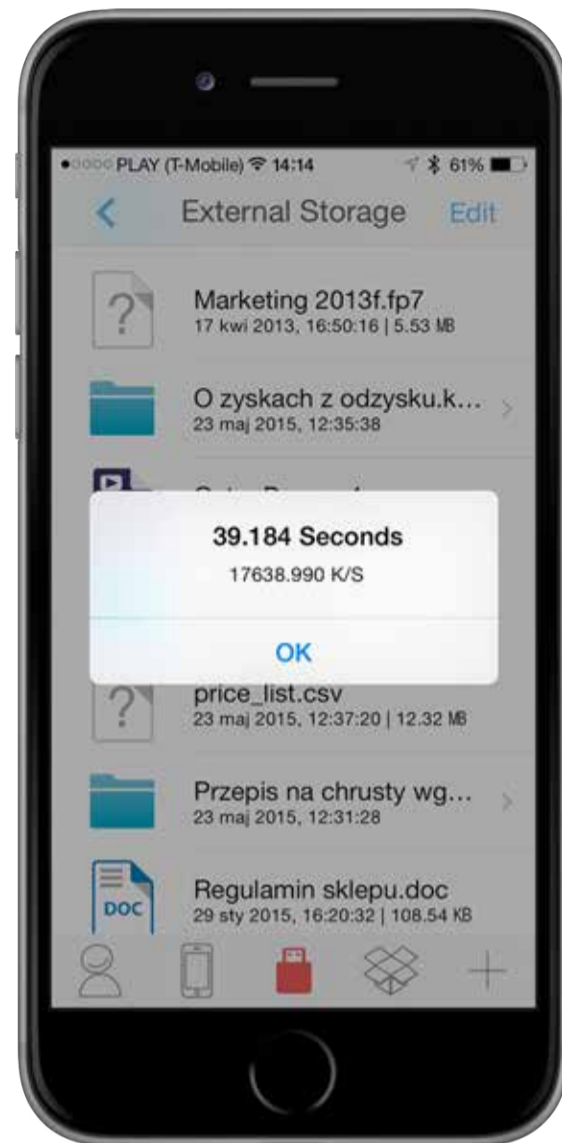 PLAY (T-Mobile) 14:14 61%
External Storage Edit
Marketing 2013f.fp7
17 kwi 2013, 16:50:16 | 5.53 MB
O zyskach z odzysku.k...
23 maj 2015, 12:35:38
39.184 Seconds
17638.990 K/S
OK
price_list.csv
23 maj 2015, 12:37:20 | 12.32 MB
Przepis na chrusty wg...
23 maj 2015, 12:31:28
DOC
Regulamin sklepu.doc
29 sty 2015, 16:20:32 | 108.54 KB